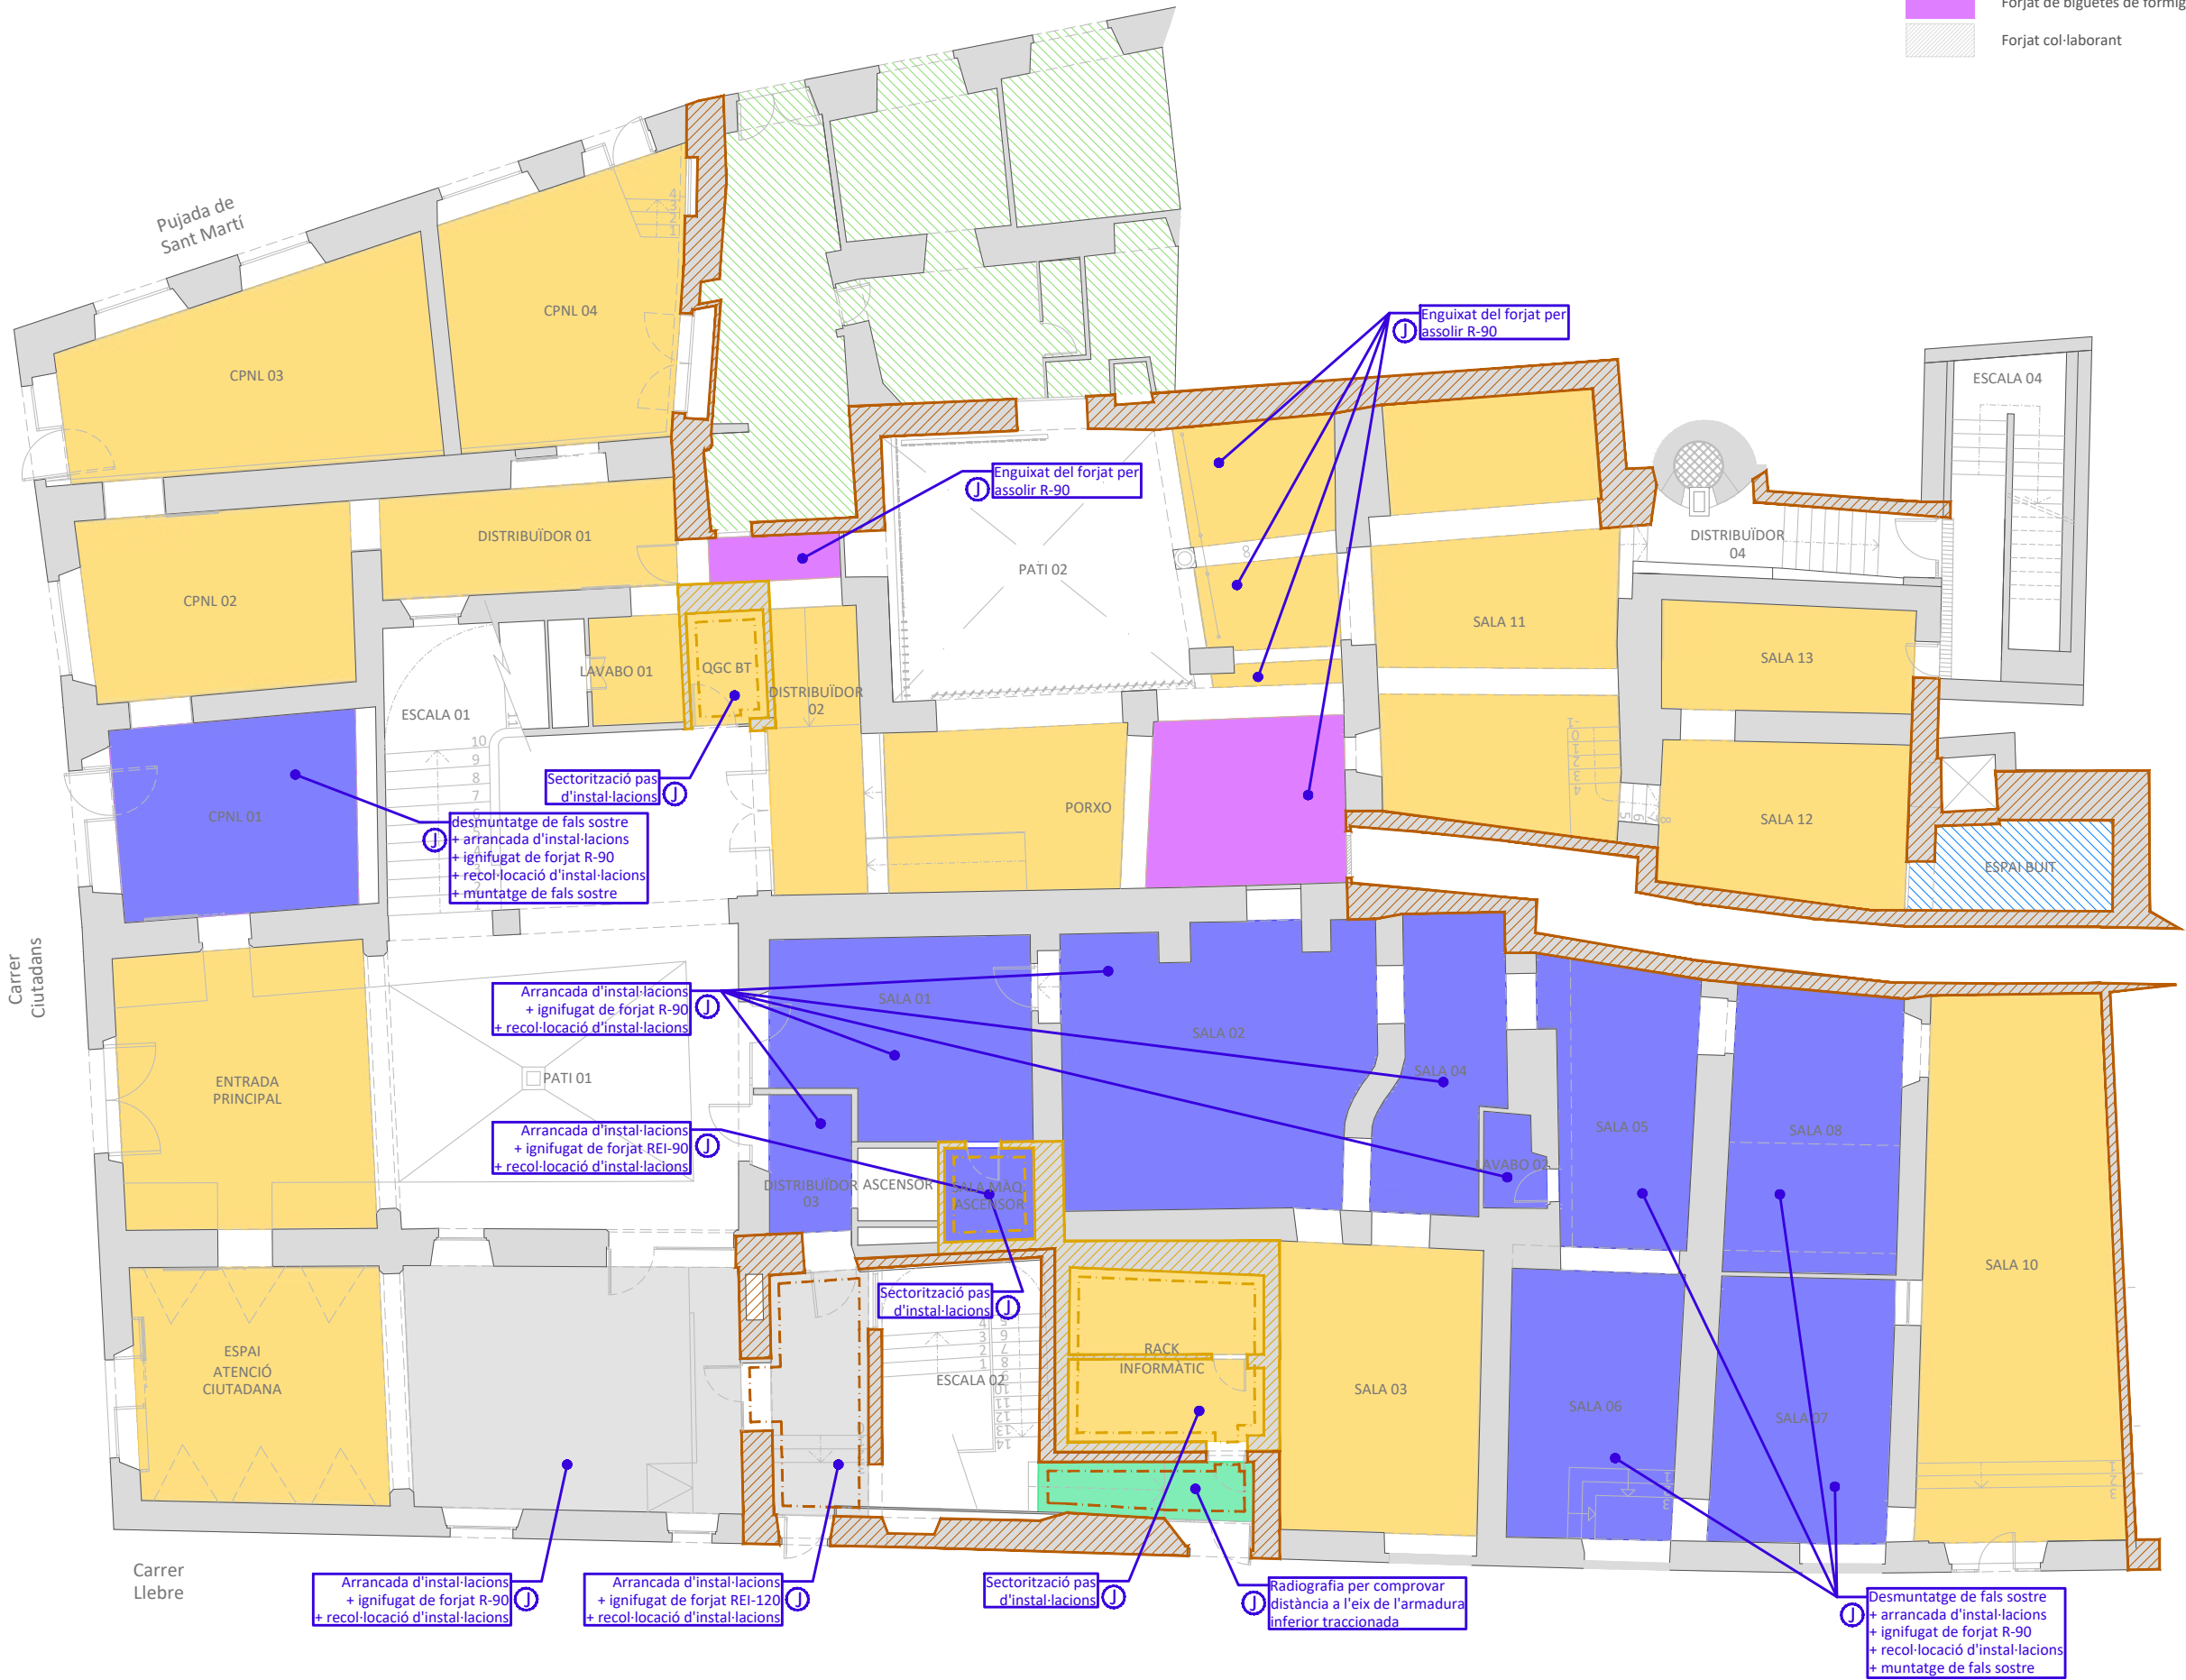 Forjat de biguetes de formig
Forjat col·laborant
ESCALA 04
Pujada de
Sant Martí
CPNL 04
CPNL 03
Enguixat del forjat per
assolir R-90
Enguixat del forjat per
assolir R-90
DISTRIBUÏDOR 01
DISTRIBUÏDOR
04
PATI 02
CPNL 02
SALA 11
SALA 13
LAVABO 01
QGC BT
DISTRIBUÏDOR
02
ESCALA 01
Sectorització pas
d'instal·lacions
PORXO
CPNL 01
SALA 12
desmuntatge de fals sostre
+ arrancada d'instal·lacions
+ ignifugat de forjat R-90
+ recol·locació d'instal·lacions
+ muntatge de fals sostre
ESPAI BUIT
Carrer
Ciutadans
Arrancada d'instal·lacions
+ ignifugat de forjat R-90
+ recol·locació d'instal·lacions
SALA 01
SALA 02
SALA 04
ENTRADA
PRINCIPAL
PATI 01
SALA 05
SALA 08
Arrancada d'instal·lacions
+ ignifugat de forjat REI-90
+ recol·locació d'instal·lacions
DISTRIBUÏDOR
03
ASCENSOR
SALA MAQ.
ASCENSOR
LAVABO 02
SALA 10
Sectorització pas
d'instal·lacions
ESPAI
ATENCIÓ
CIUTADANA
ESCALA 02
RACK
INFORMÀTIC
SALA 03
SALA 06
SALA 07
Carrer
Llebre
Arrancada d'instal·lacions
+ ignifugat de forjat R-90
+ recol·locació d'instal·lacions
J
Arrancada d'instal·lacions
+ ignifugat de forjat REI-120
+ recol·locació d'instal·lacions
J
Sectorització pas
d'instal·lacions
J
Radiografia per comprovar
distància a l'eix de l'armadura
inferior traccionada
J
Desmuntatge de fals sostre
+ arrancada d'instal·lacions
+ ignifugat de forjat R-90
+ recol·locació d'instal·lacions
+ muntatge de fals sostre
J